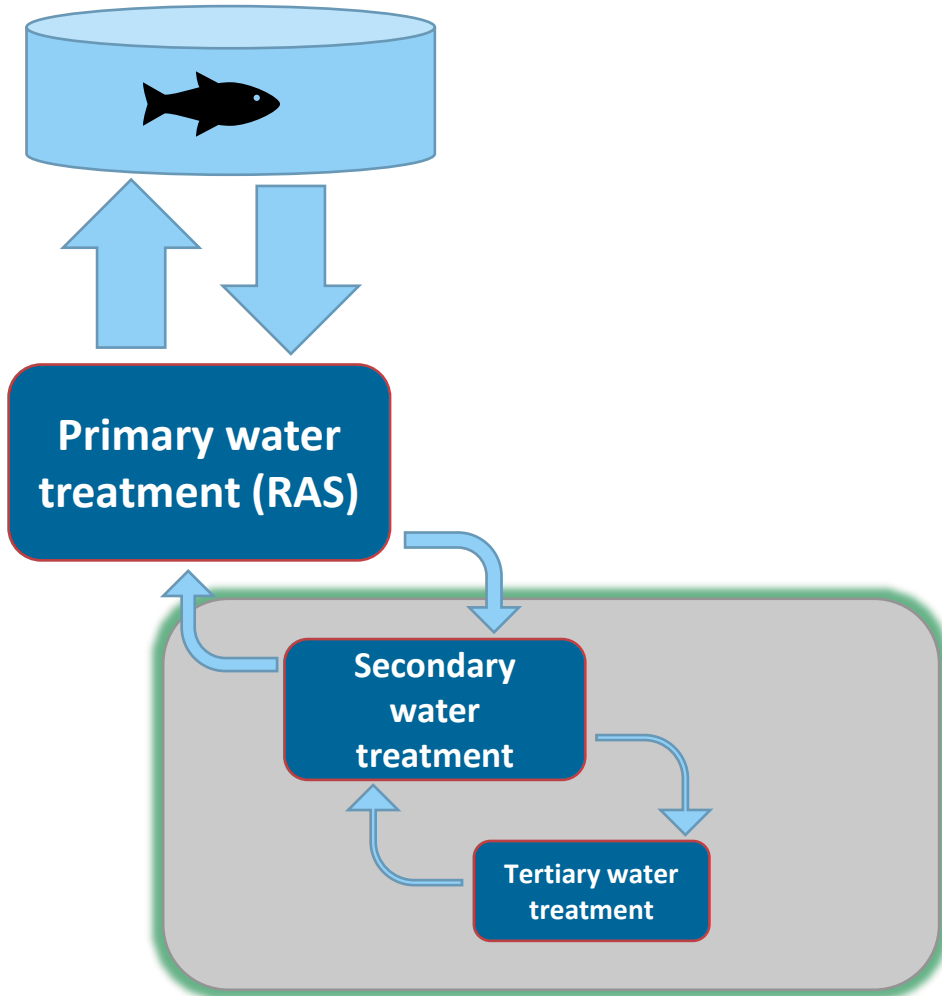 Primary water
treatment (RAS)
Secondary
water
treatment
Tertiary water
treatment